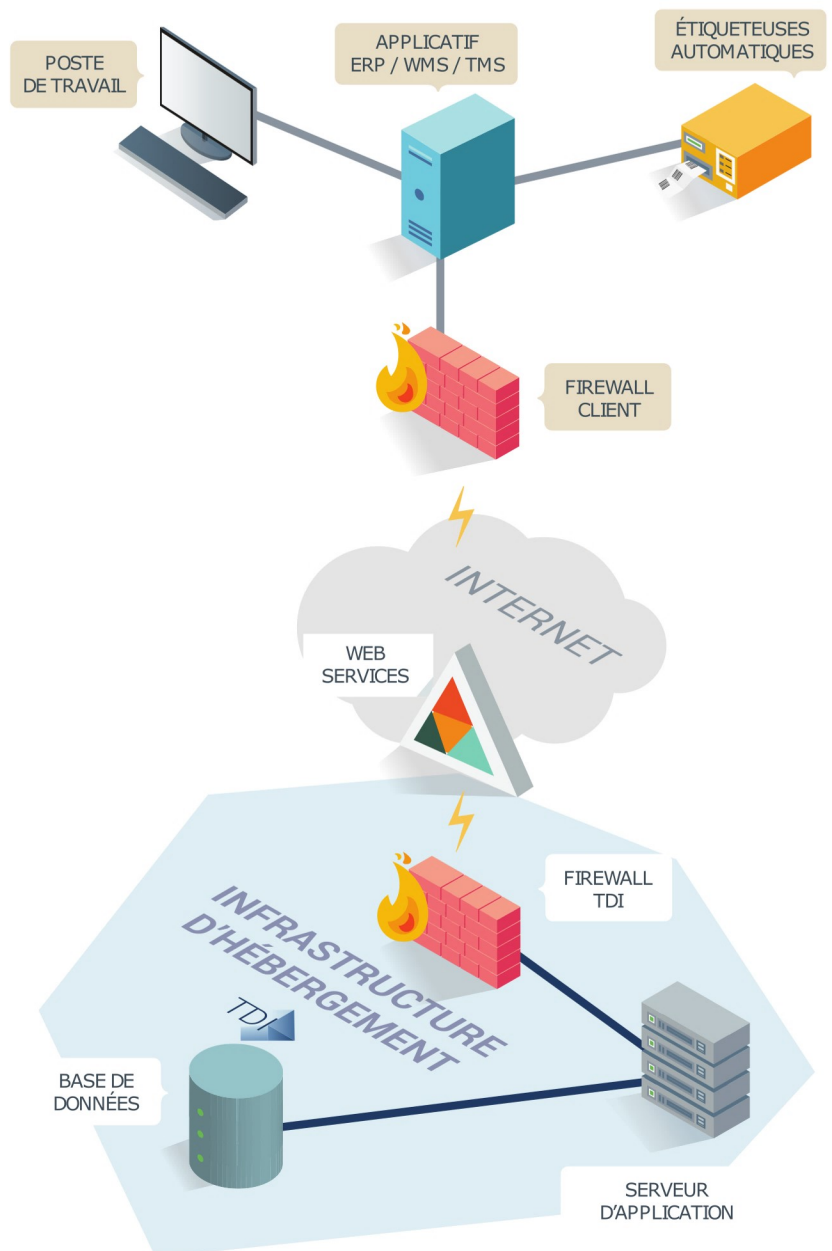 POSTE
DE TRAVAIL
APPLICATIF
ERP / WMS / TMS
ÉTIQUETEUSES
AUTOMATIQUES
FIREWALL
CLIENT
INTERNET
WEB
SERVICES
FIREWALL
TDI
INFRASTRUCTURE
D'HÉBERGEMENT
TDI
BASE DE
DONNÉES
SERVEUR
D'APPLICATION